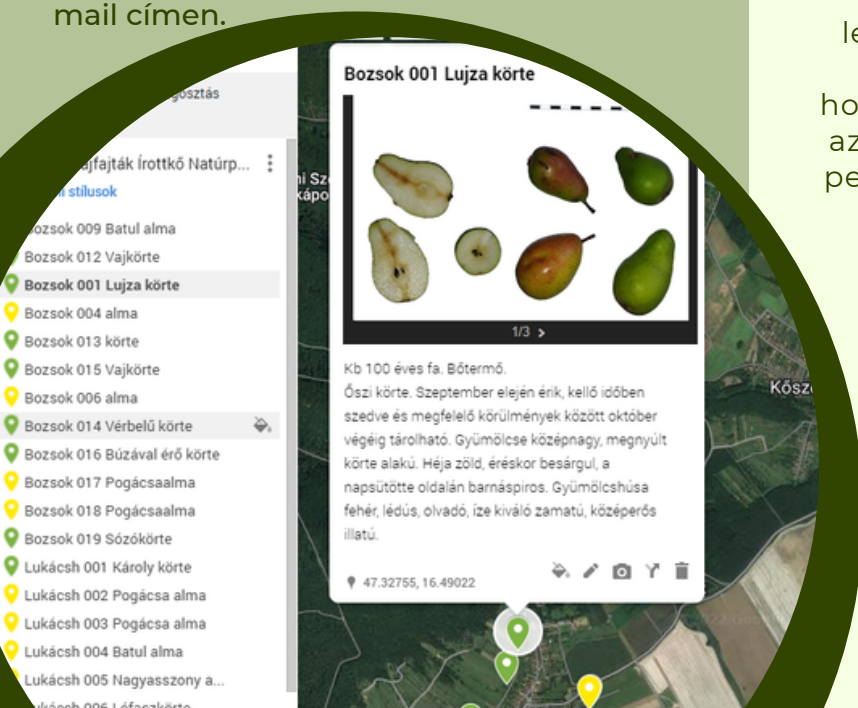 mail címen.
gosztás
ajfajták Írottkő Natúrp...
stílusok
Bozsok 009 Batul alma
Bozsok 012 Vajkörte
Bozsok 001 Lujza körte
Bozsok 004 alma
Bozsok 013 körte
Bozsok 015 Vajkörte
Bozsok 006 alma
Bozsok 014 Vérbelű körte
Bozsok 016 Búzával érő körte
Bozsok 017 Pogácsaalma
Bozsok 018 Pogácsaalma
Bozsok 019 Sózókörte
Lukácsh 001 Károly körte
Lukácsh 002 Pogácsa alma
Lukácsh 003 Pogácsa alma
Lukácsh 004 Batul alma
Lukácsh 005 Nagyasszony a...
Lukácsh 006 Lófaszkörte
Bozsok 001 Lujza körte
1/3 >
Kb 100 éves fa. Bőtermő.
Őszi körte. Szeptember elején érik, kellő időben
szedve és megfelelő körülmények között október
végéig tárolható. Gyümölcse középnagy, megnyúlt
körte alakú. Héja zöld, éréskor besárgul, a
napsütötte oldalán barnáspiros. Gyümölcshúsa
fehér, lédús, olvadó, íze kiváló zamatú, középerős
illatú.
47.32755, 16.49022
Kősz
le
ho
az
pe